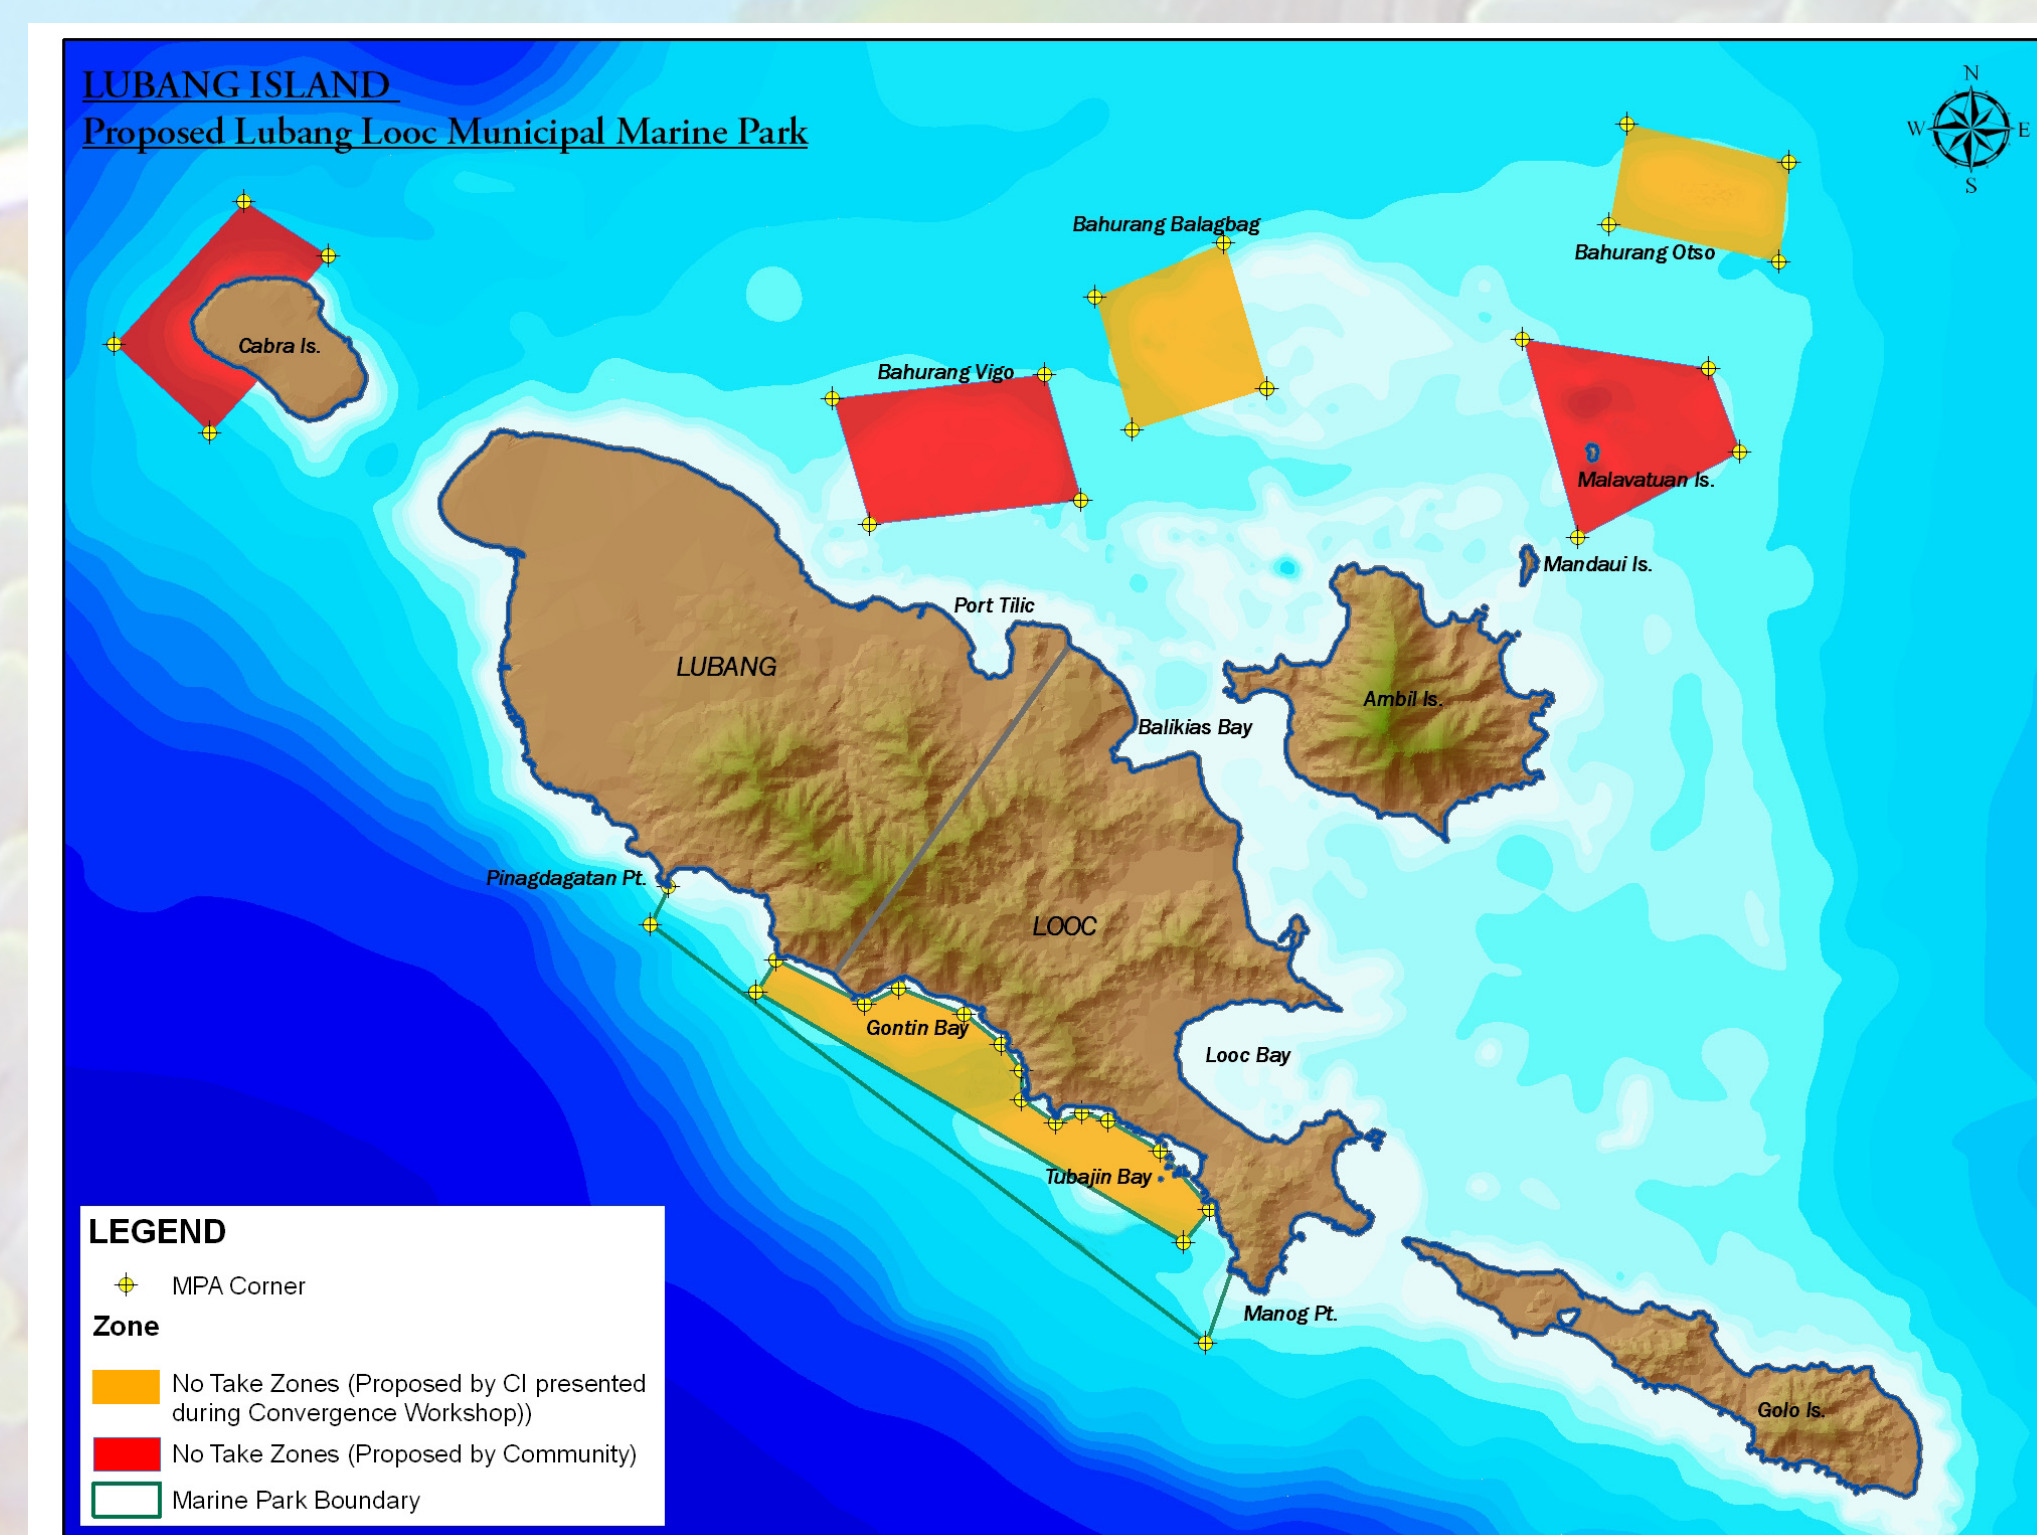 LUBANG ISLAND
Proposed Lubang Looc Municipal Marine Park
N
W
E
S
Bahurang Balagbag
Bahurang Otso
Cabra Is.
Bahurang Vigo
Malavatuan Is.
Mandaui Is.
Port Tilic
LUBANG
Ambil Is.
Balikias Bay
Pinagdagatan Pt.
LOOC
Gontin Bay
Looc Bay
Tubajin Bay
Manog Pt.
Golo Is.
LEGEND
MPA Corner
Zone
No Take Zones (Proposed by CI presented
during Convergence Workshop))
No Take Zones (Proposed by Community)
Marine Park Boundary